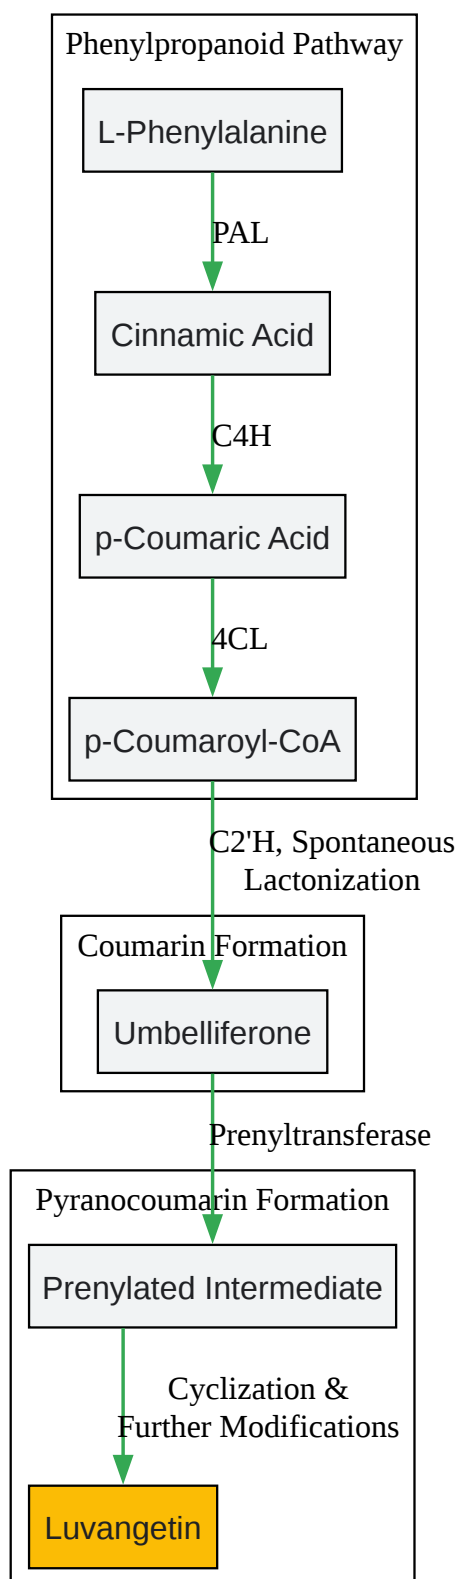 Phenylpropanoid Pathway
L-Phenylalanine
PAL
Cinnamic Acid
C4H
p-Coumaric Acid
4CL
p-Coumaroyl-CoA
C2'H, Spontaneous
Lactonization
Coumarin Formation
Umbelliferone
Prenyltransferase
Pyranocoumarin Formation
Prenylated Intermediate
Cyclization &
Further Modifications
Luvangetin